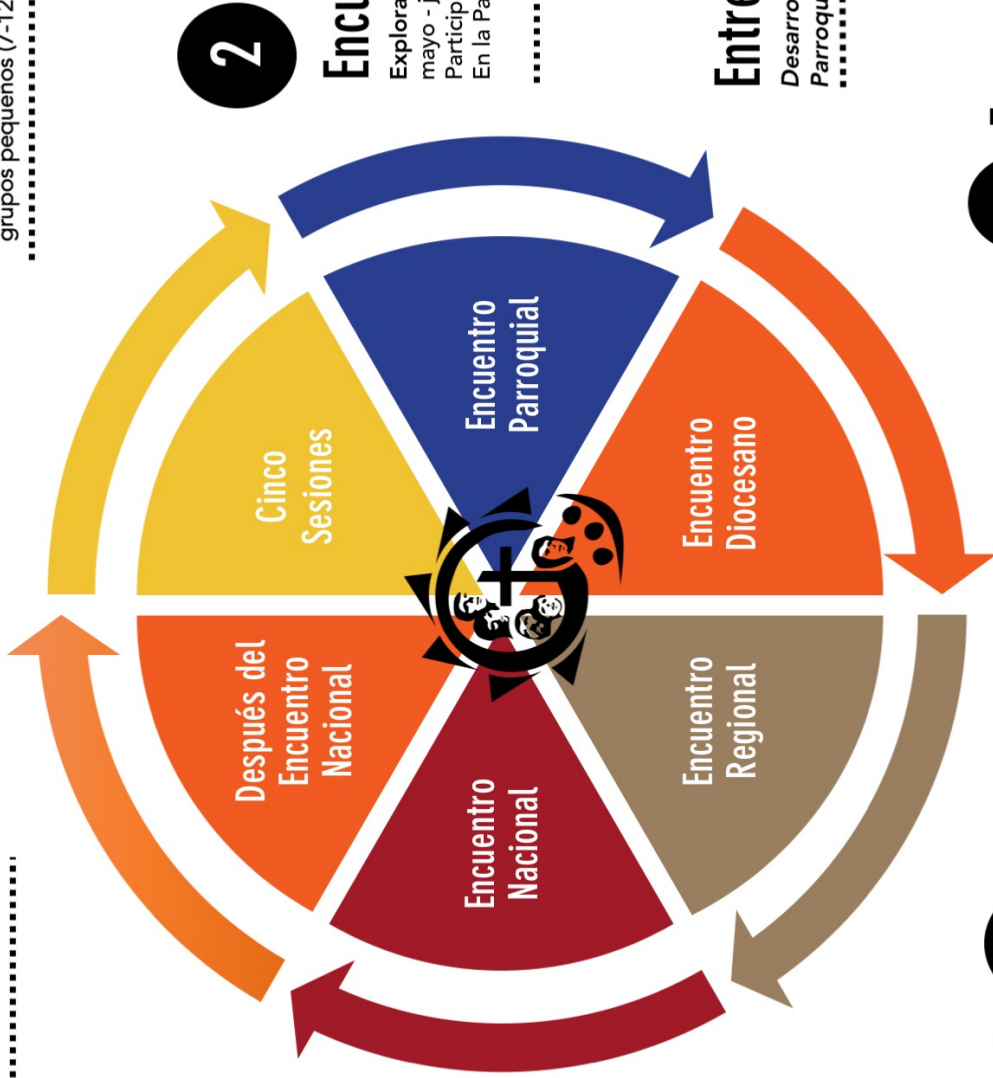 grupos pequeños (7-12
2
Explora
mayo - j
Particip
En la Pa
Entre
Desarro
Parroqu
Cinco
Sesiones
Encuentro
Parroquial
Encuentro
Diocesano
Encuentro
Regional
Encuentro
Nacional
Después del
Encuentro
Nacional